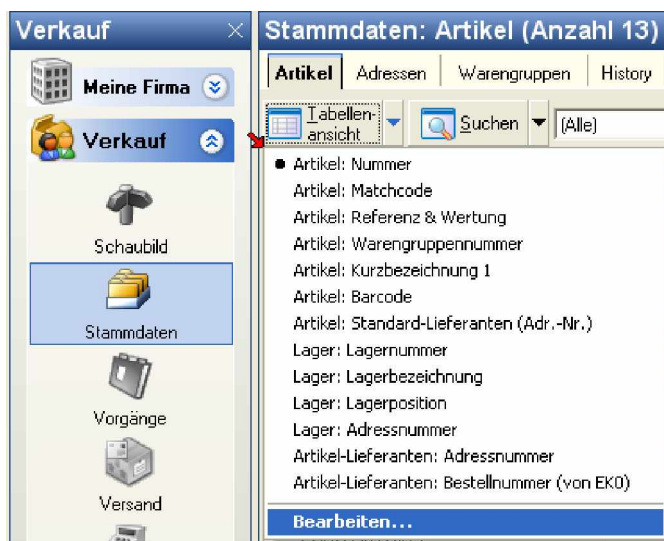 Verkauf
Meine Firma
Verkauf
Schaubild
Stammdaten
Vorgänge
Versand
Stammdaten: Artikel (Anzahl 13)
Artikel Adressen Warengruppen History
Tabellen-
ansicht
Suchen (Alle)
Artikel: Nummer
Artikel: Matchcode
Artikel: Referenz & Wertung
Artikel: Warengruppennummer
Artikel: Kurzbezeichnung 1
Artikel: Barcode
Artikel: Standard-Lieferanten (Adr.-Nr.)
Lager: Lagernummer
Lager: Lagerbezeichnung
Lager: Lagerposition
Lager: Adressnummer
Artikel-Lieferanten: Adressnummer
Artikel-Lieferanten: Bestellnummer (von EK0)
Bearbeiten...